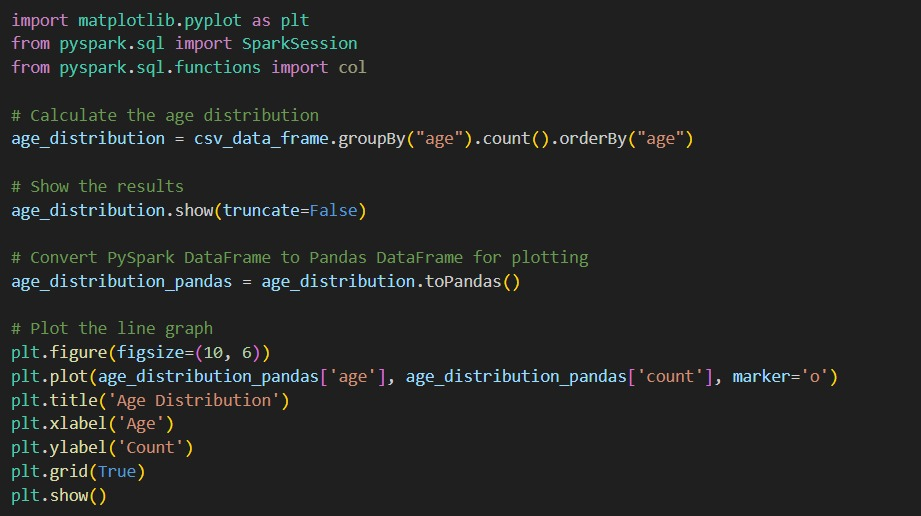 import matplotlib.pyplot as plt
from pyspark.sql import SparkSession
from pyspark.sql.functions import col
# Calculate the age distribution
age_distribution = csv_data_frame.groupBy("age").count().orderBy("age")
# Show the results
age_distribution.show(truncate=False)
# Convert PySpark DataFrame to Pandas DataFrame for plotting
age_distribution_pandas = age_distribution.toPandas()
# Plot the line graph
plt.figure(figsize=(10, 6))
plt.plot(age_distribution_pandas['age'], age_distribution_pandas['count'], marker='o')
plt.title('Age Distribution')
plt.xlabel('Age')
plt.ylabel('Count')
plt.grid(True)
plt.show()